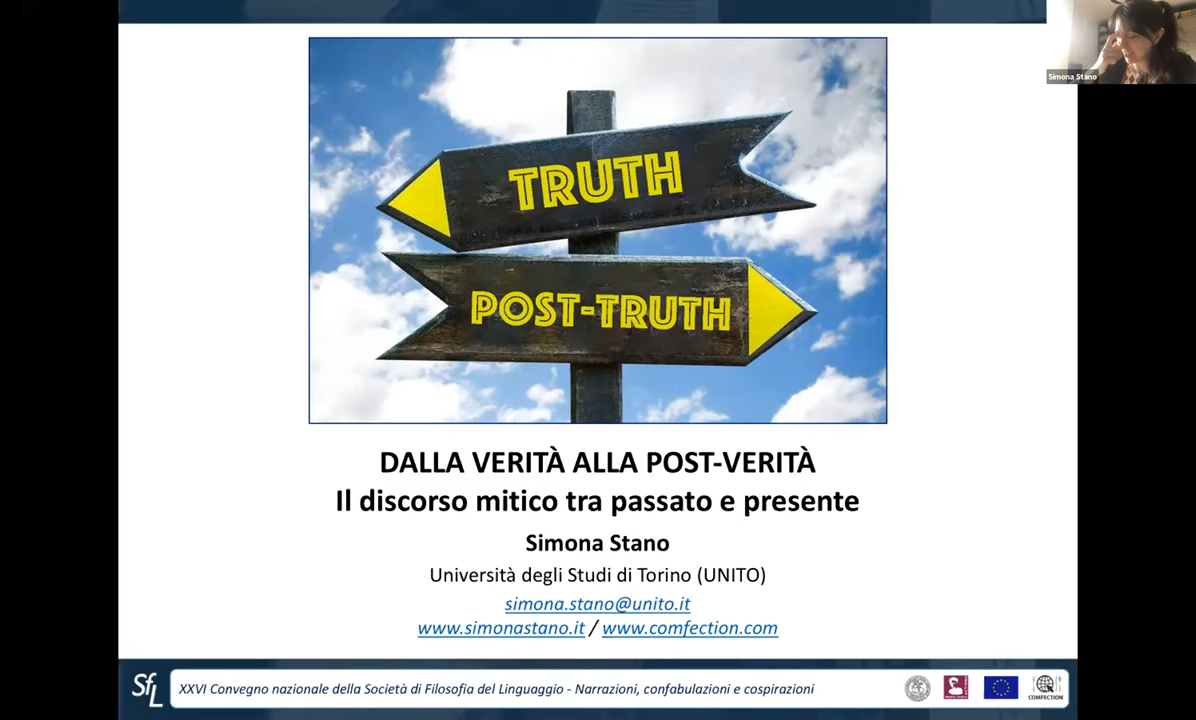 Simona Stano
TRUTH
POST-TRUTH
DALLA VERITÀ ALLA POST-VERITÀ
Il discorso mitico tra passato e presente
Simona Stano
Università degli Studi di Torino (UNITO)
simona.stano@unito.it
www.simonastano.it / www.comfection.com
SfL
XXVI Convegno nazionale della Società di Filosofia del Linguaggio - Narrazioni, confabulazioni e cospirazioni
COMFECTION